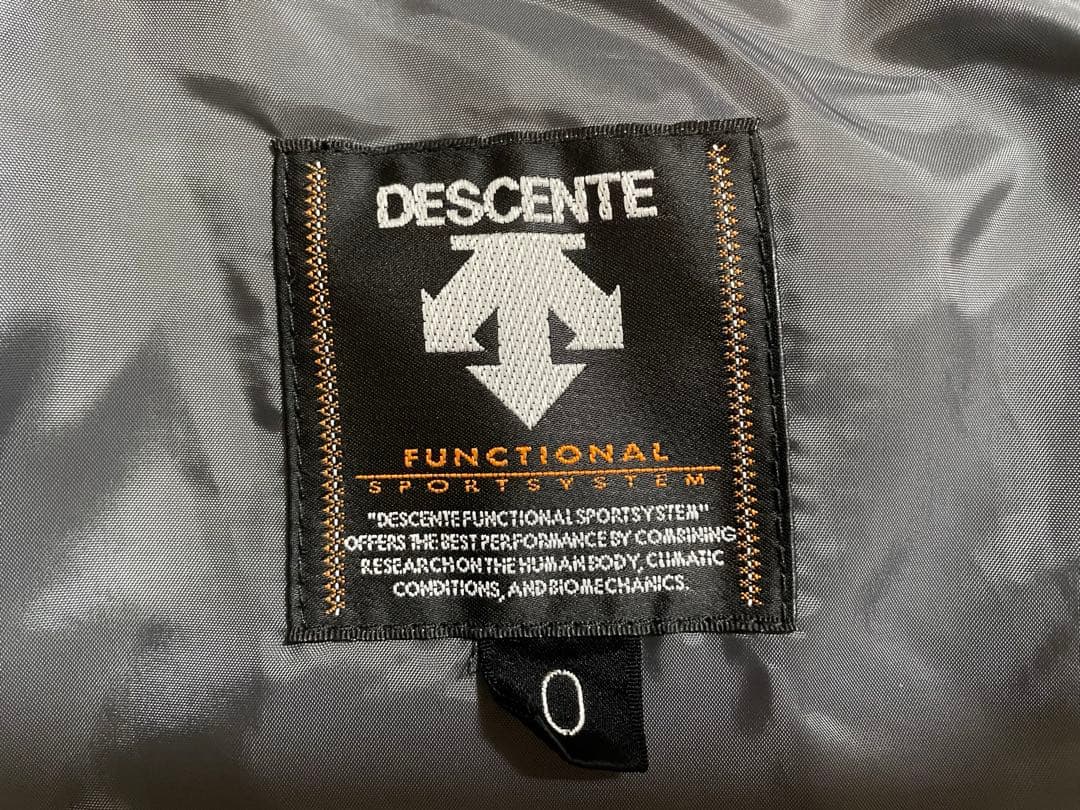 DESCENTE
FUNCTIONAL
SPORTSYSTEM
"DESCENTE FUNCTIONAL SPORTSYSTEM"
OFFERS THE BEST PERFORMANCE BY COMBINING
RESEARCH ON THE HUMAN BODY, CLIMATIC
CONDITIONS, AND BIOMECHANICS.
O